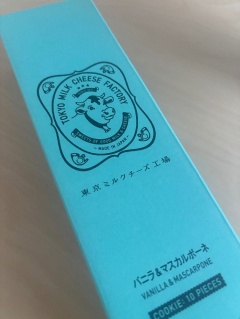 TOKYO MILK CHEESE FACTORY
MADE IN JAPAN
東京ミルクチーズ工場
バニラ&マスカルポーネ
VANILLA & MASCARPONE
COOKIE: 10 PIECES